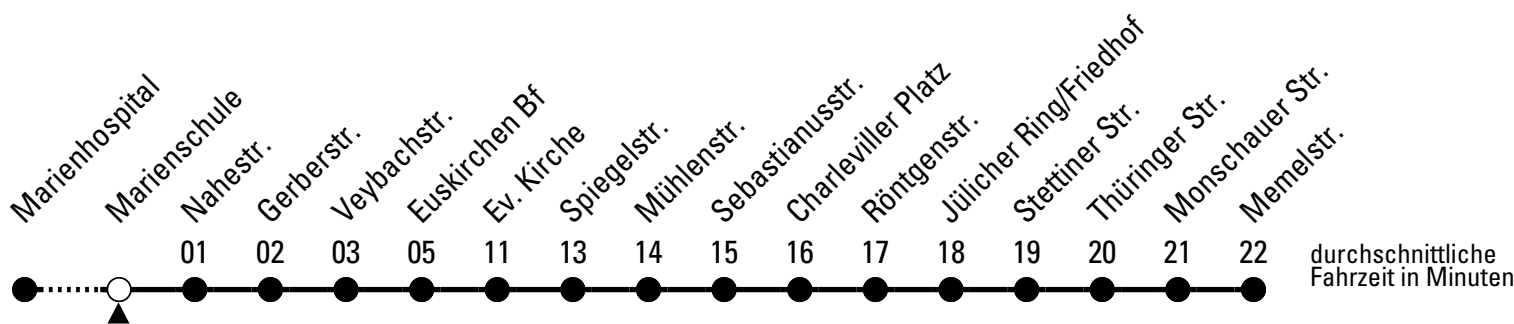 Marienhospital
Marienschule
Nahestr.
Gerberstr.
Veybachstr.
Euskirchen Bf
Ev. Kirche
Spiegelstr.
Mühlenstr.
Sebastianusstr.
Charleviller Platz
Röntgenstr.
Jülicher Ring/Friedhof
Stettiner Str.
Thüringer Str.
Monschauer Str.
Memelstr.
01 02 03 05 11 13 14 15 16 17 18 19 20 21 22
durchschnittliche
Fahrzeit in Minuten